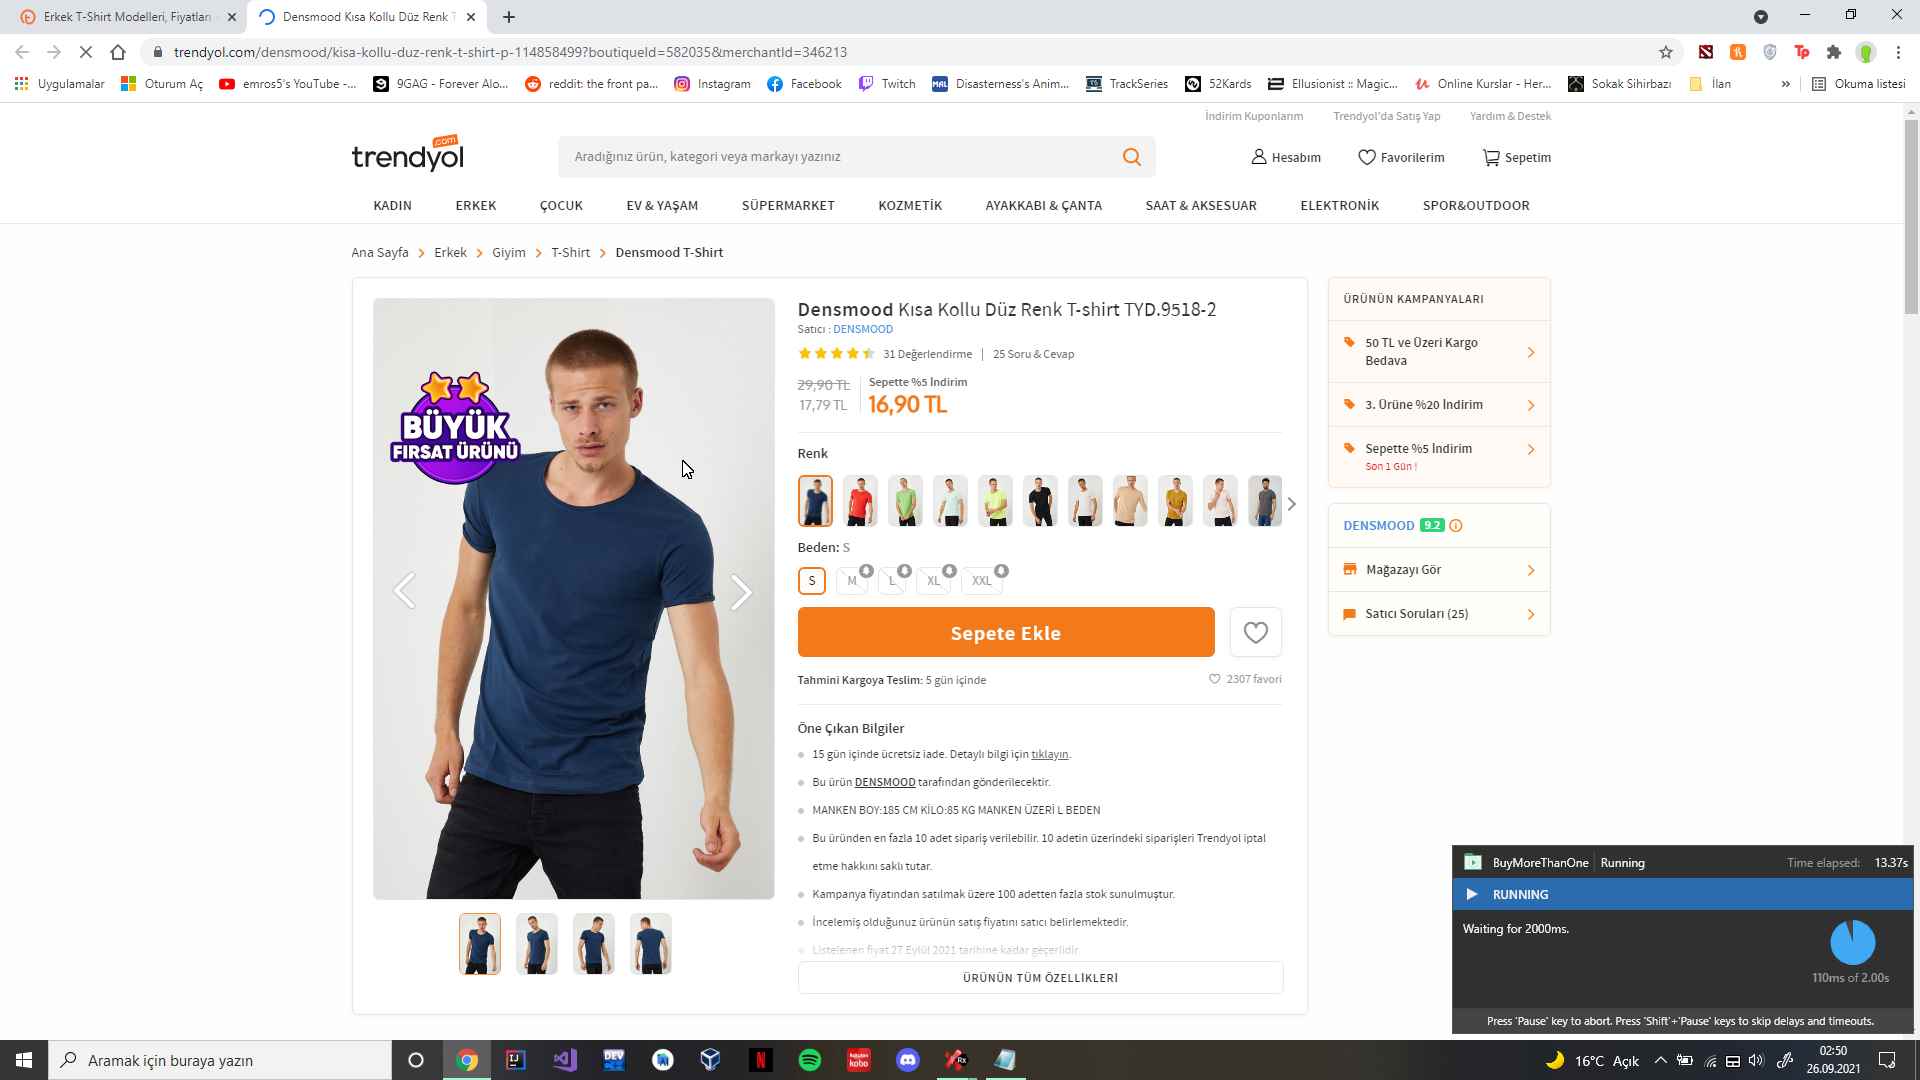 Erkek T-Shirt Modelleri, Fiyatları
Densmood Kısa Kollu Düz Renk T
trendyol.com/densmood/kisa-kollu-duz-renk-t-shirt-p-114858499?boutiqueId=582035&merchantId=346213
Uygulamalar
Oturum Aç
emros5's YouTube -...
9GAG - Forever Alo...
reddit: the front pa...
Instagram
Facebook
Twitch
MAL
Disasterness's Anim...
TrackSeries
52Kards
Ellusionist :: Magic...
Online Kurslar - Her...
Sokak Sihirbazı
İlan
»
Okuma listesi
İndirim Kuponlarım
Trendyol'da Satış Yap
Yardım & Destek
trendyol.com
Aradığınız ürün, kategori veya markayı yazınız
Hesabım
Favorilerim
Sepetim
KADIN
ERKEK
ÇOCUK
EV & YAŞAM
SÜPERMARKET
KOZMETİK
AYAKKABI & ÇANTA
SAAT & AKSESUAR
ELEKTRONİK
SPOR&OUTDOOR
Ana Sayfa > Erkek > Giyim > T-Shirt > Densmood T-Shirt
BÜYÜK
FIRSAT ÜRÜNÜ
Densmood Kısa Kollu Düz Renk T-shirt TYD.9518-2
Satıcı : DENSMOOD
31 Değerlendirme | 25 Soru & Cevap
29,90 TL
17,79 TL
Sepette %5 İndirim
16,90 TL
Renk
Beden: S
S
M
L
XL
XXL
Sepete Ekle
Tahmini Kargoya Teslim: 5 gün içinde
2307 favori
Öne Çıkan Bilgiler
15 gün içinde ücretsiz iade. Detaylı bilgi için tıklayın.
Bu ürün DENSMOOD tarafından gönderilecektir.
MANKEN BOY:185 CM KİLO:85 KG MANKEN ÜZERİ L BEDEN
Bu üründen en fazla 10 adet sipariş verilebilir. 10 adetin üzerindeki siparişleri Trendyol iptal
etme hakkını saklı tutar.
Kampanya fiyatından satılmak üzere 100 adetten fazla stok sunulmuştur.
İncelemiş olduğunuz ürünün satış fiyatını satıcı belirlemektedir.
Listelenen fiyat 27 Eylül 2021 tarihine kadar geçerlidir.
ÜRÜNÜN TÜM ÖZELLİKLERİ
ÜRÜNÜN KAMPANYALARI
50 TL ve Üzeri Kargo
Bedava
3. Ürüne %20 İndirim
Sepette %5 İndirim
Son 1 Gün !
DENSMOOD 9.2
Mağazayı Gör
Satıcı Soruları (25)
BuyMoreThanOne | Running
Time elapsed: 13.37s
RUNNING
Waiting for 2000ms.
110ms of 2.00s
Press 'Pause' key to abort. Press 'Shift'+'Pause' keys to skip delays and timeouts.
Aramak için buraya yazın
DEV
rakuten
kobo
16°C Açık
02:50
26.09.2021